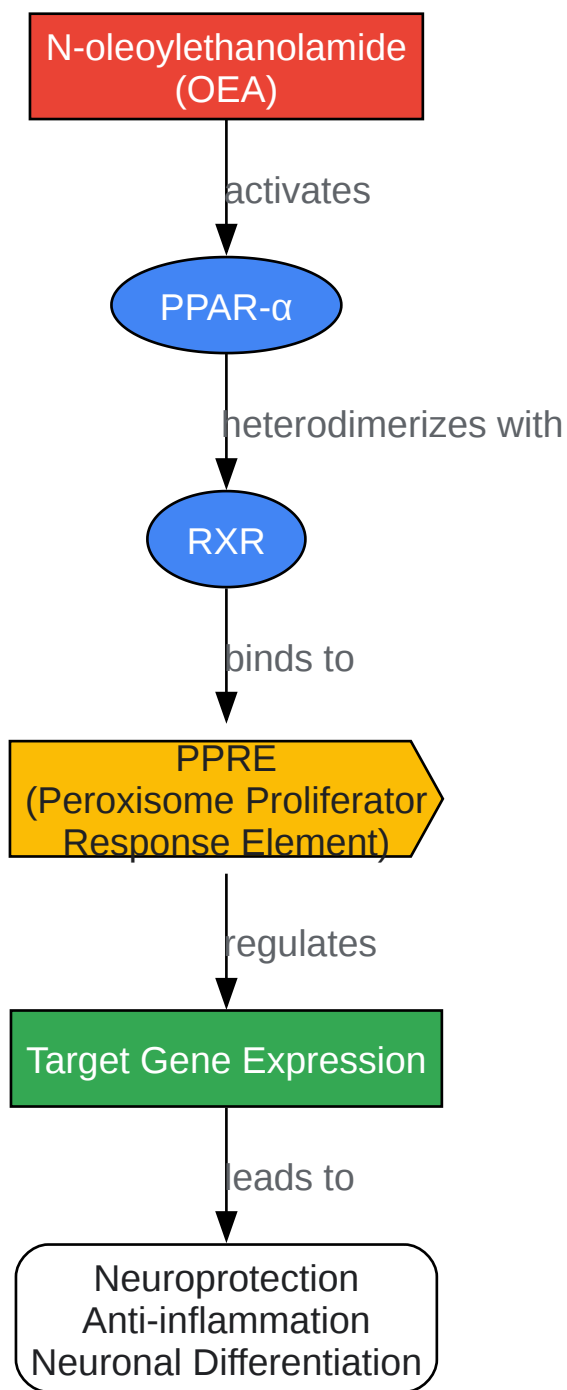 N-oleoylethanolamide
(OEA)
activates
PPAR-α
heterodimerizes with
RXR
binds to
PPRE
(Peroxisome Proliferator
Response Element)
regulates
Target Gene Expression
leads to
Neuroprotection
Anti-inflammation
Neuronal Differentiation